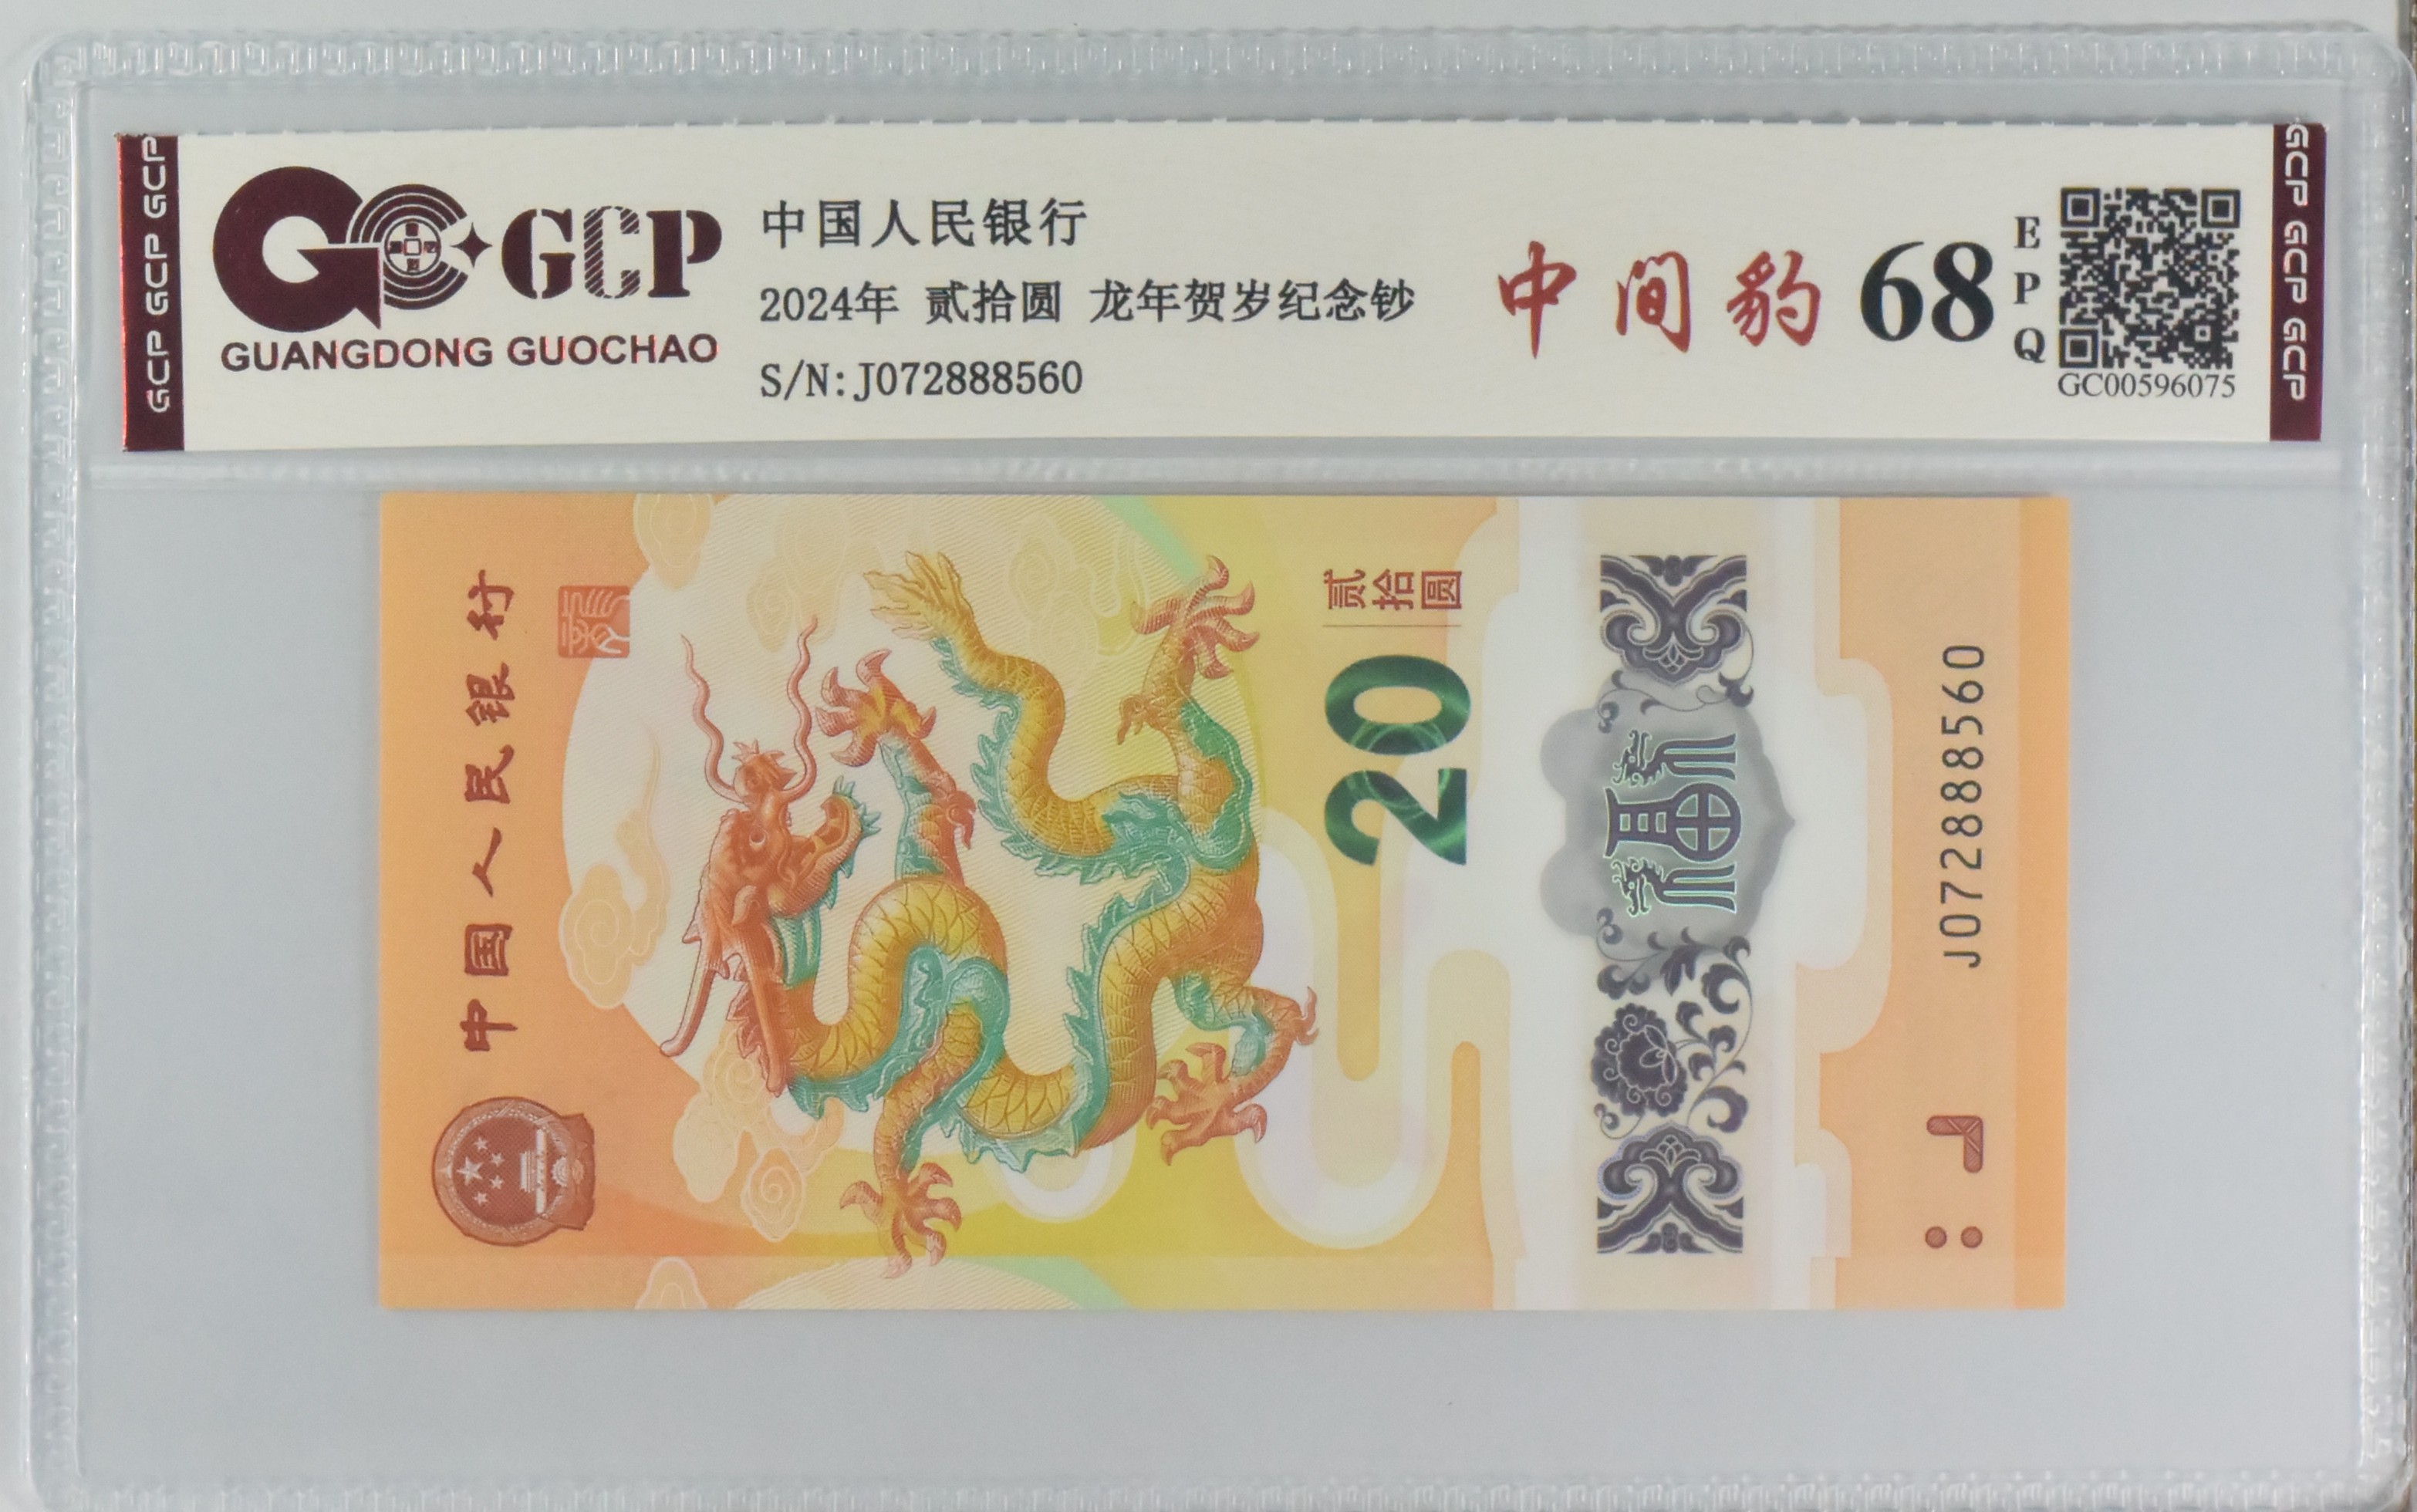 GCP GCP GCP
GCP
GUANGDONG GUOCHAO
中国人民银行
2024年 贰拾圆 龙年贺岁纪念钞
S/N:J072888560
中间豹
68
EPQ
GC00596075
GCP GCP GCP
中国人民银行
贰拾圆
20
福
J072888560